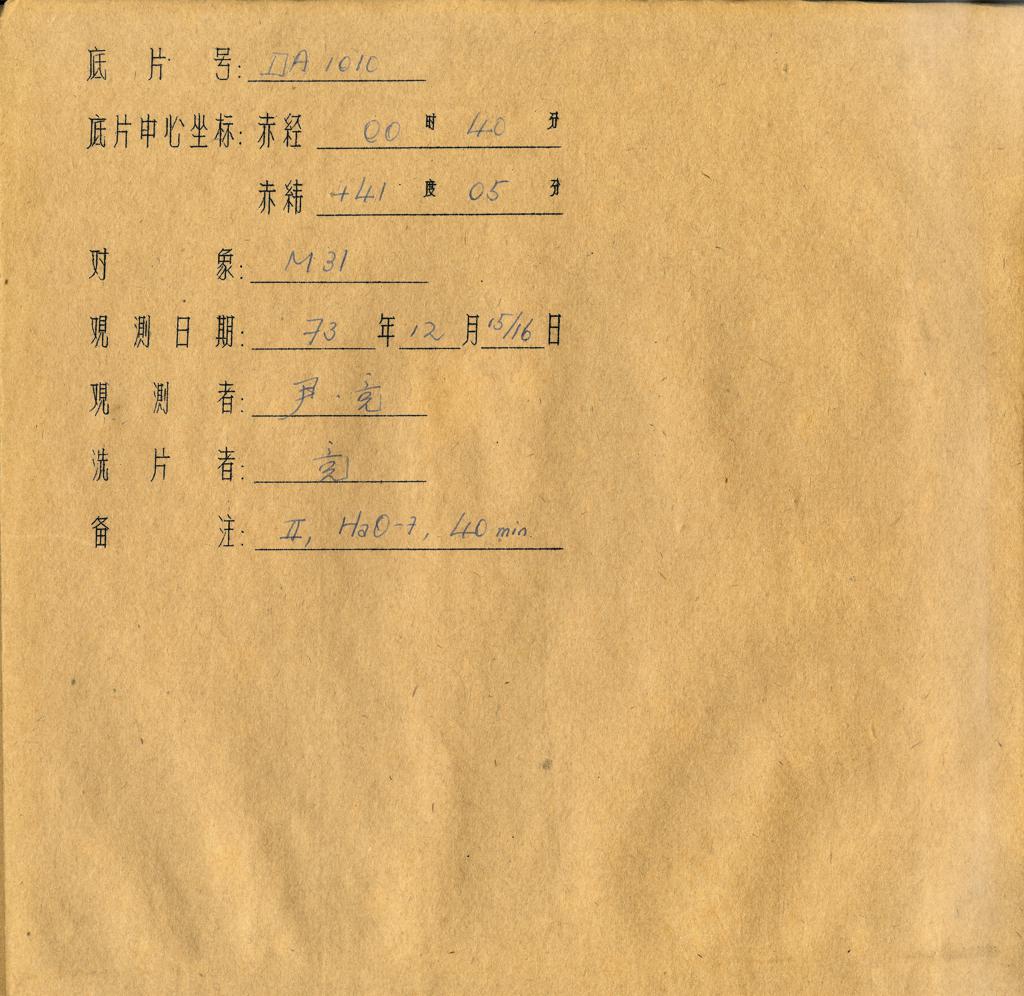 底片号: IIA 1010
底片中心坐标: 赤经 00 时 40 分
赤纬 +41 度 05 分
对象: M31
观测日期: 73 年 12 月 15/16 日
观测者: 尹·竞
洗片者: 竞
备注: II, HaO-7, 40 min